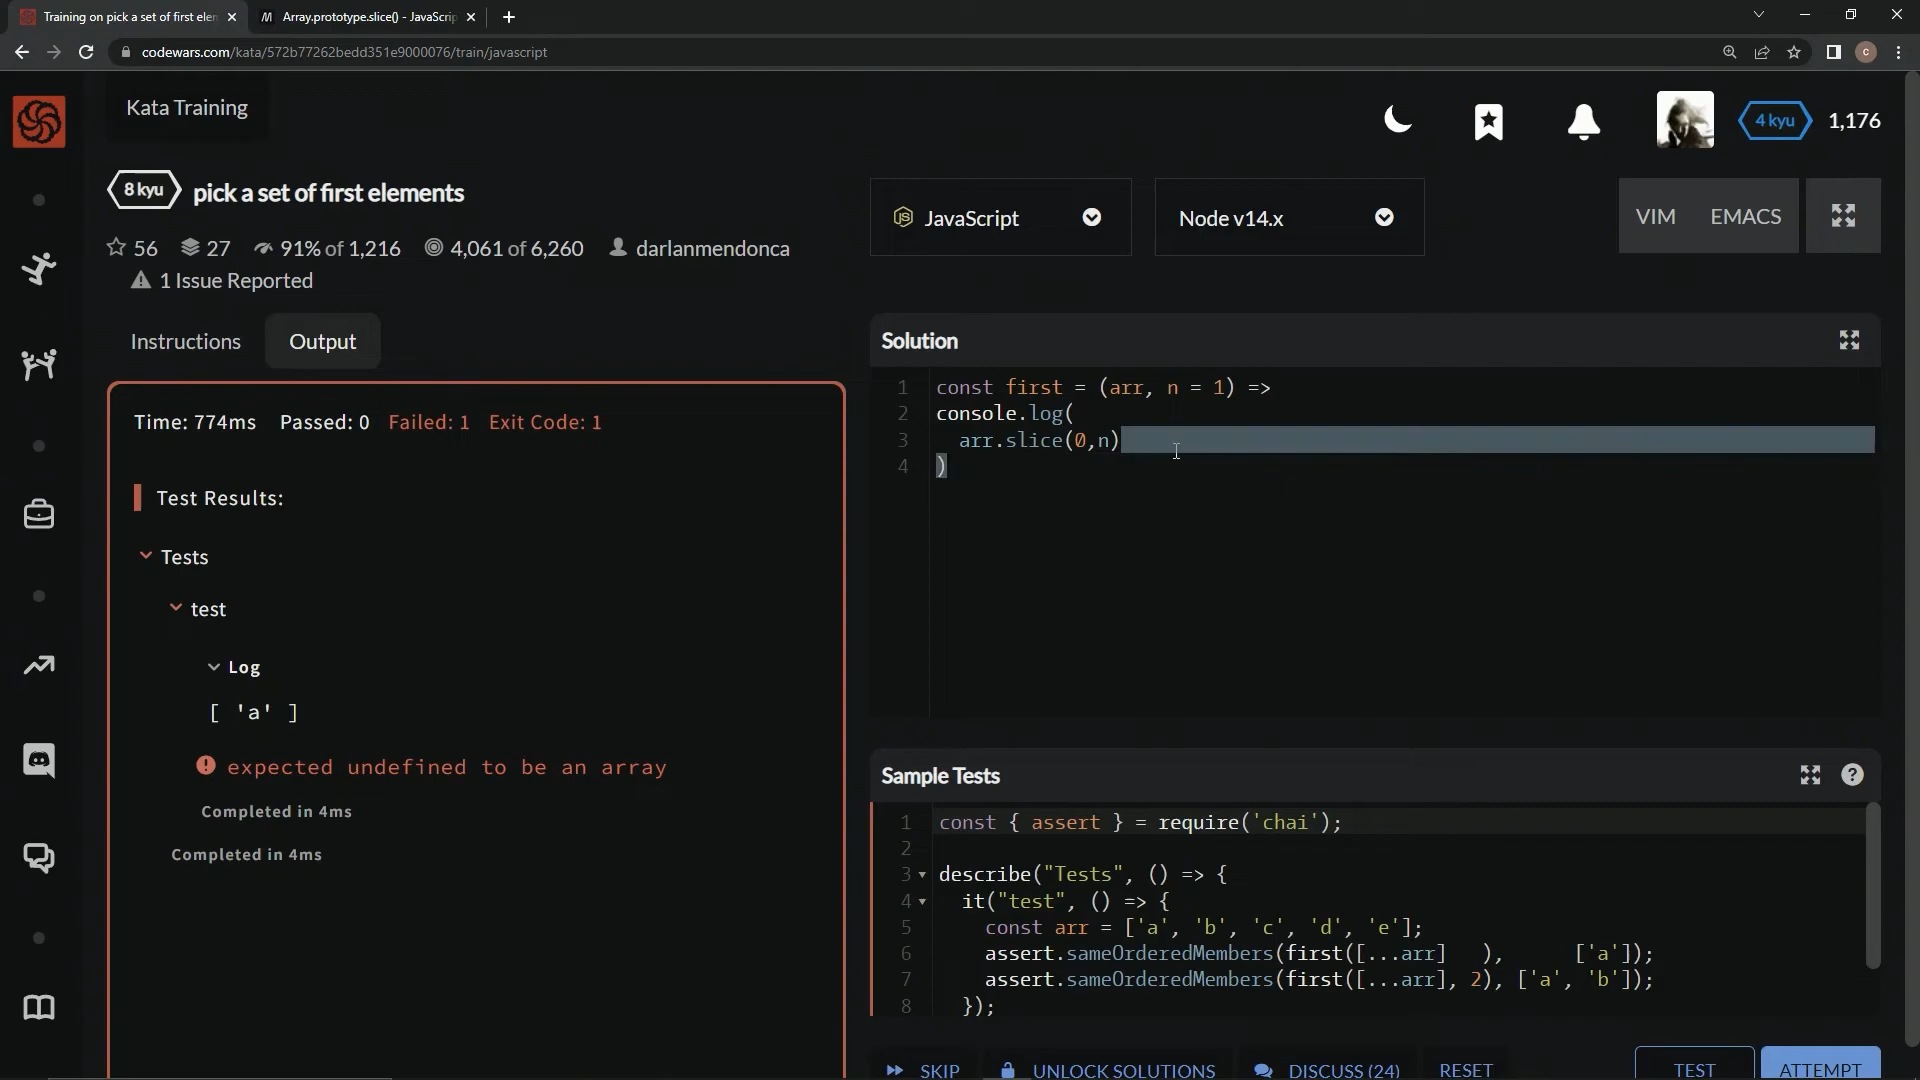 Training on pick a set of first elem
Array.prototype.slice() - JavaScrip
codewars.com/kata/572b77262bedd351e9000076/train/javascript
C
Kata Training
4 kyu
1,176
8 kyu
pick a set of first elements
JavaScript
Node v14.x
VIM
EMACS
56
27
91% of 1,216
4,061 of 6,260
darlanmendonca
1 Issue Reported
Instructions
Output
Time: 774ms Passed: 0 Failed: 1 Exit Code: 1
Test Results:
Tests
test
Log
[ 'a' ]
expected undefined to be an array
Completed in 4ms
Completed in 4ms
Solution
1 const first = (arr, n = 1) =>
2 console.log(
3 arr.slice(0,n)
4 )
Sample Tests
1 const { assert } = require('chai');
2
3 describe("Tests", () => {
4 it("test", () => {
5 const arr = ['a', 'b', 'c', 'd', 'e'];
6 assert.sameOrderedMembers(first([...arr] ), ['a']);
7 assert.sameOrderedMembers(first([...arr], 2), ['a', 'b']);
8 });
SKIP
UNLOCK SOLUTIONS
DISCUSS (24)
RESET
TEST
ATTEMPT